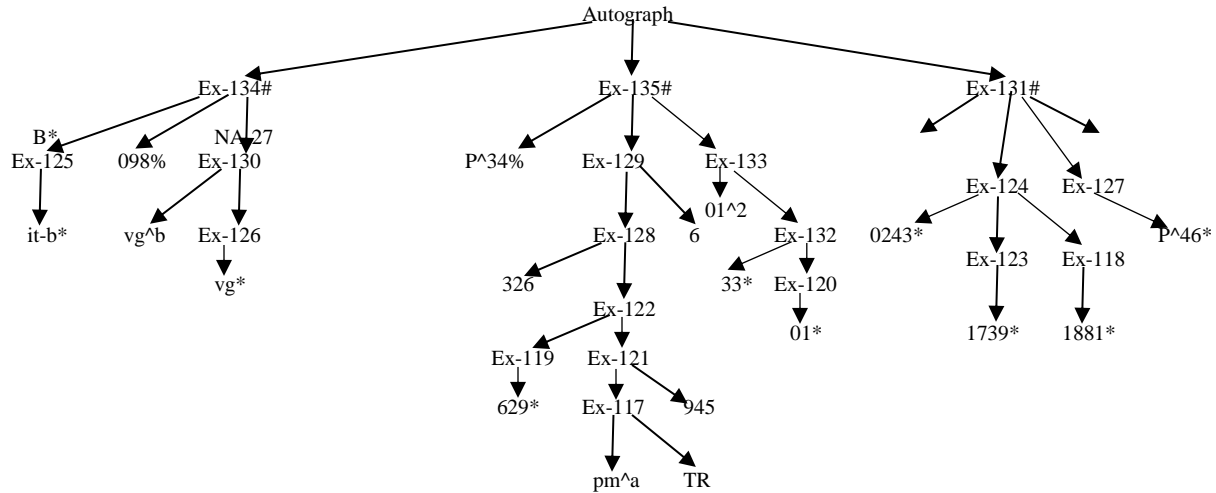 Autograph
Ex-134# Ex-135# Ex-131#
B* NA-27
Ex-125 098% Ex-130 P^34% Ex-129 Ex-133
Ex-124 Ex-127
01^2
it-b* vg^b Ex-126 Ex-128 6 Ex-132 0243* P^46*
Ex-123 Ex-118
vg* 326 33* Ex-120
Ex-122 01* 1739* 1881*
Ex-119 Ex-121
629* Ex-117 945
pm^a TR